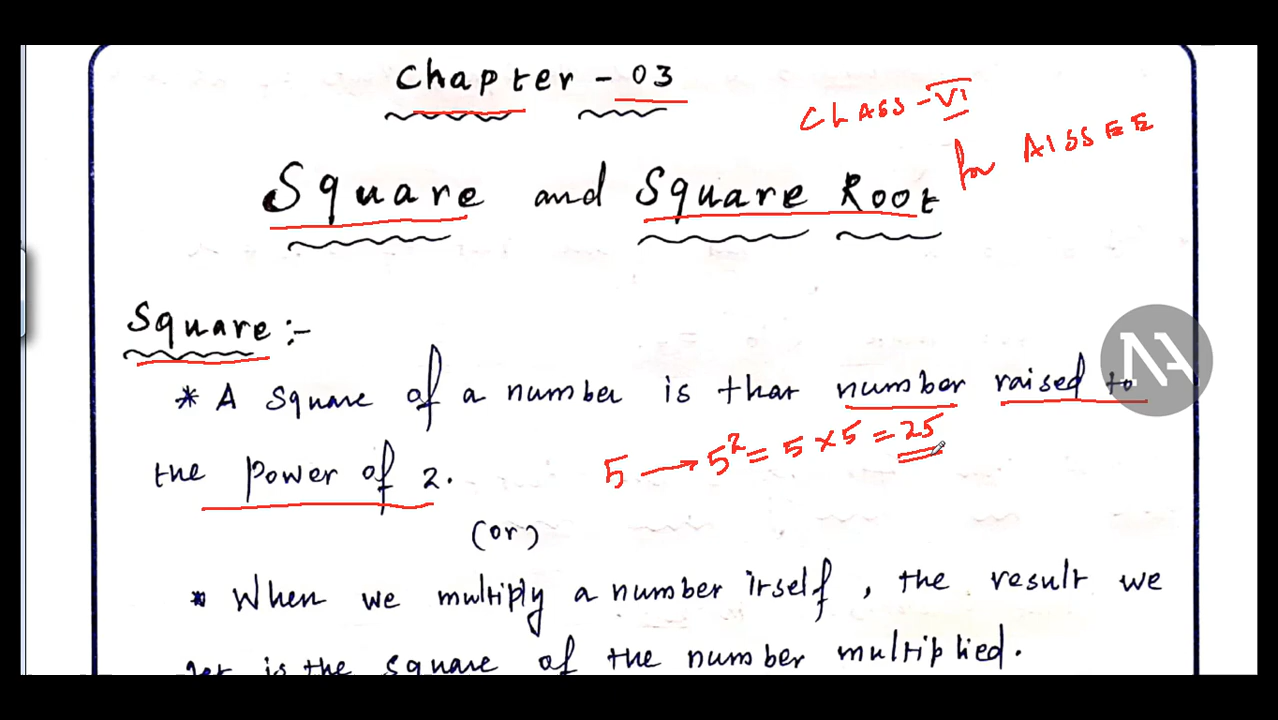 Chapter - 03
CLASS - VI
for AISSEE
Square and Square Root
Square :-
* A square of a number is that number raised to
the power of 2.
5 → 5² = 5 × 5 = 25
(or)
* When we multiply a number itself, the result we
get is the square of the number multiplied.
NA